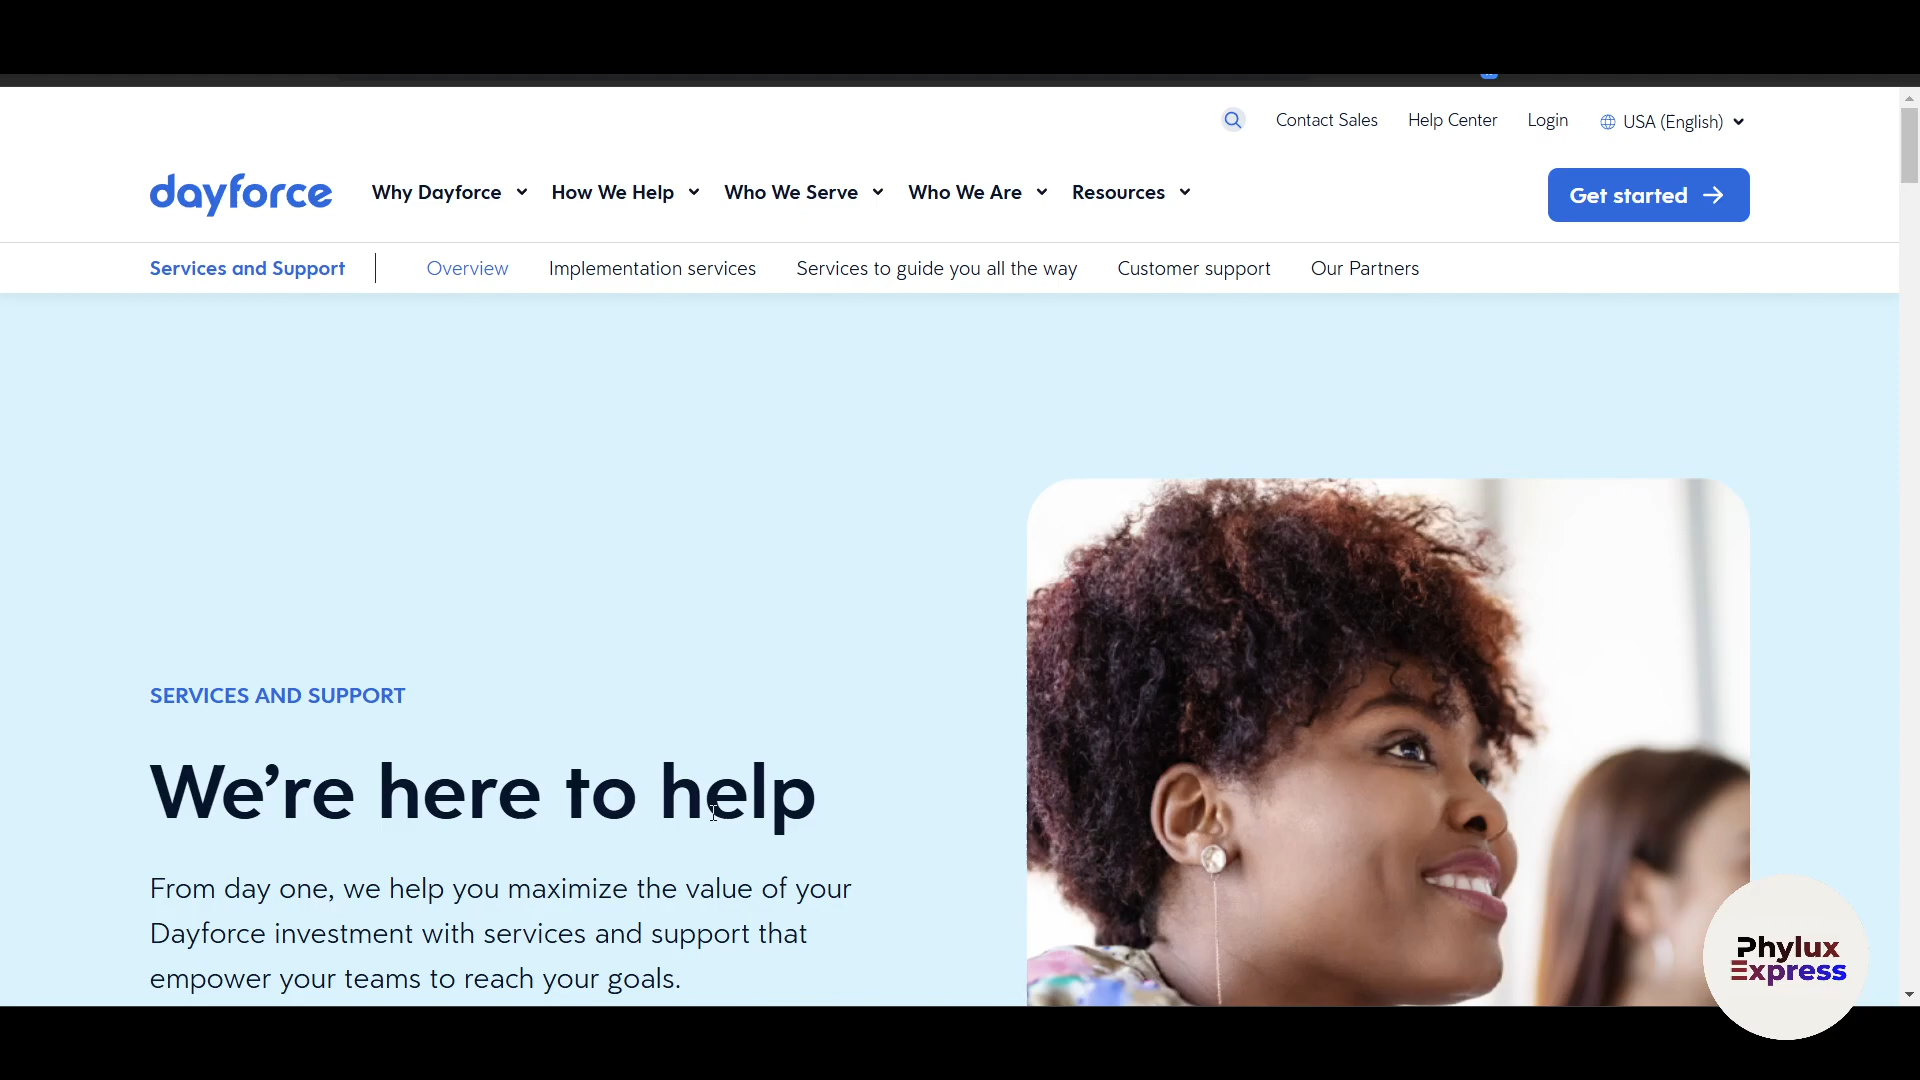 Contact Sales Help Center Login USA (English)
dayforce Why Dayforce How We Help Who We Serve Who We Are Resources Get started
Services and Support Overview Implementation services Services to guide you all the way Customer support Our Partners
SERVICES AND SUPPORT
We’re here to help
From day one, we help you maximize the value of your
Dayforce investment with services and support that
empower your teams to reach your goals.
Phylux
Express